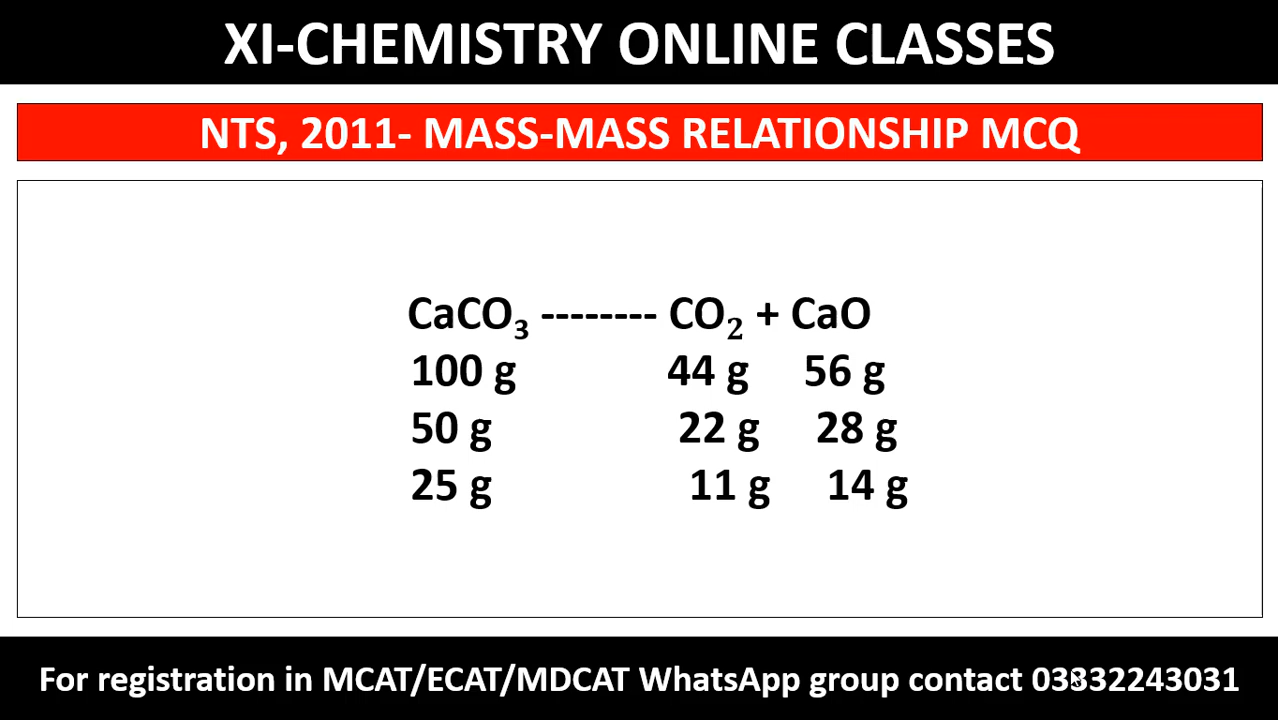 XI-CHEMISTRY ONLINE CLASSES
NTS, 2011- MASS-MASS RELATIONSHIP MCQ
CaCO₃ -------- CO₂ + CaO
100 g 44 g 56 g
50 g 22 g 28 g
25 g 11 g 14 g
For registration in MCAT/ECAT/MDCAT WhatsApp group contact